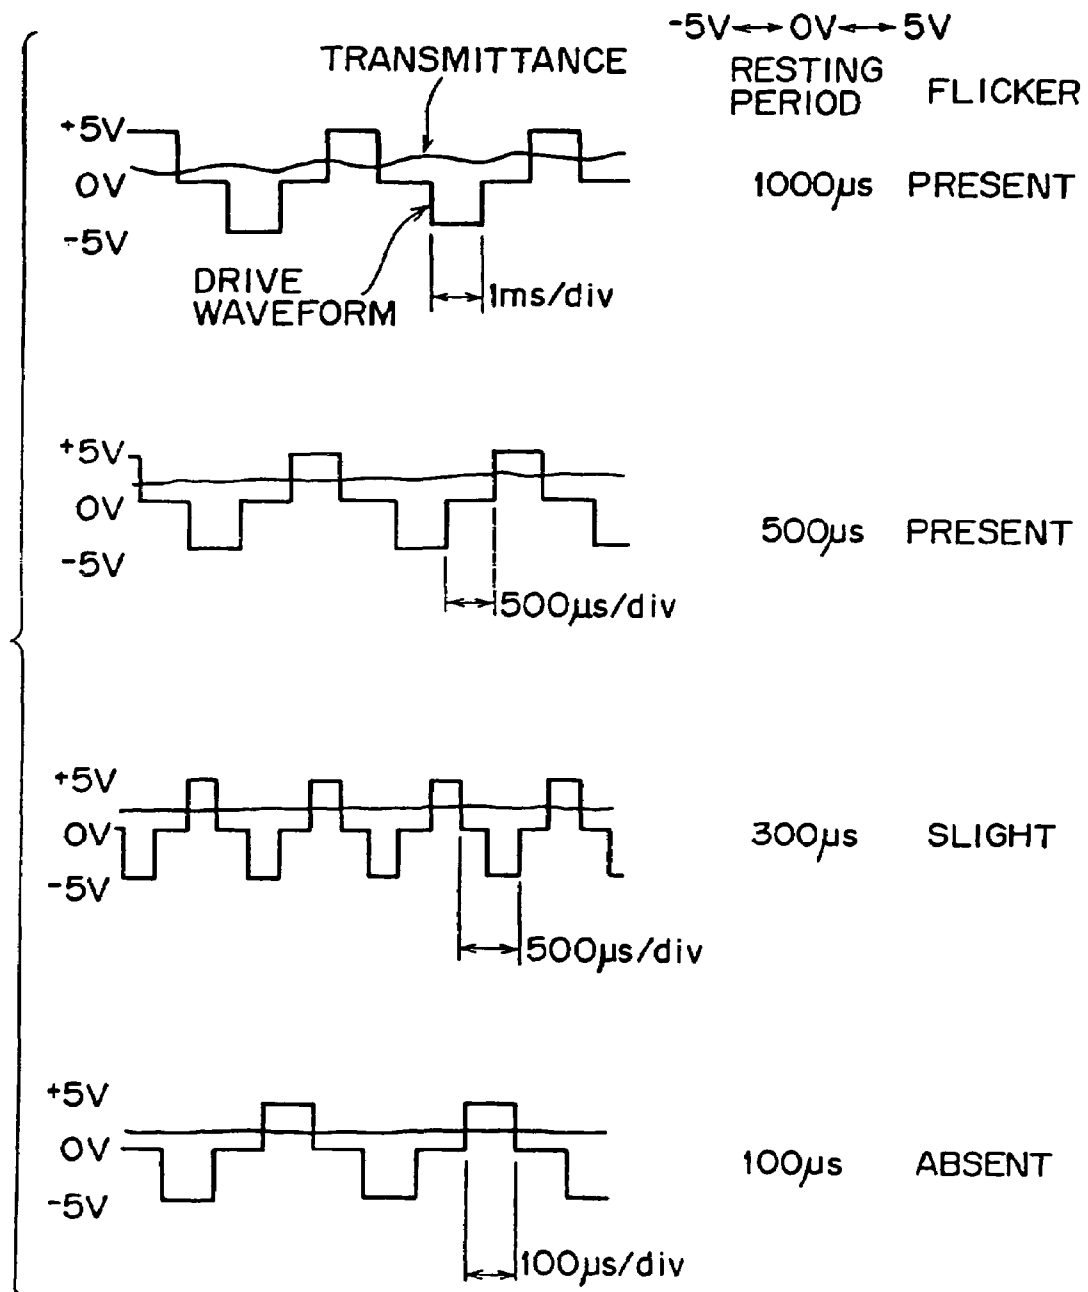 -5V↔0V↔5V
TRANSMITTANCE
RESTING PERIOD
FLICKER
+5V
0V
-5V
1000μs PRESENT
DRIVE WAVEFORM
1ms/div
+5V
0V
-5V
500μs PRESENT
500μs/div
+5V
0V
-5V
300μs SLIGHT
500μs/div
+5V
0V
-5V
100μs ABSENT
100μs/div